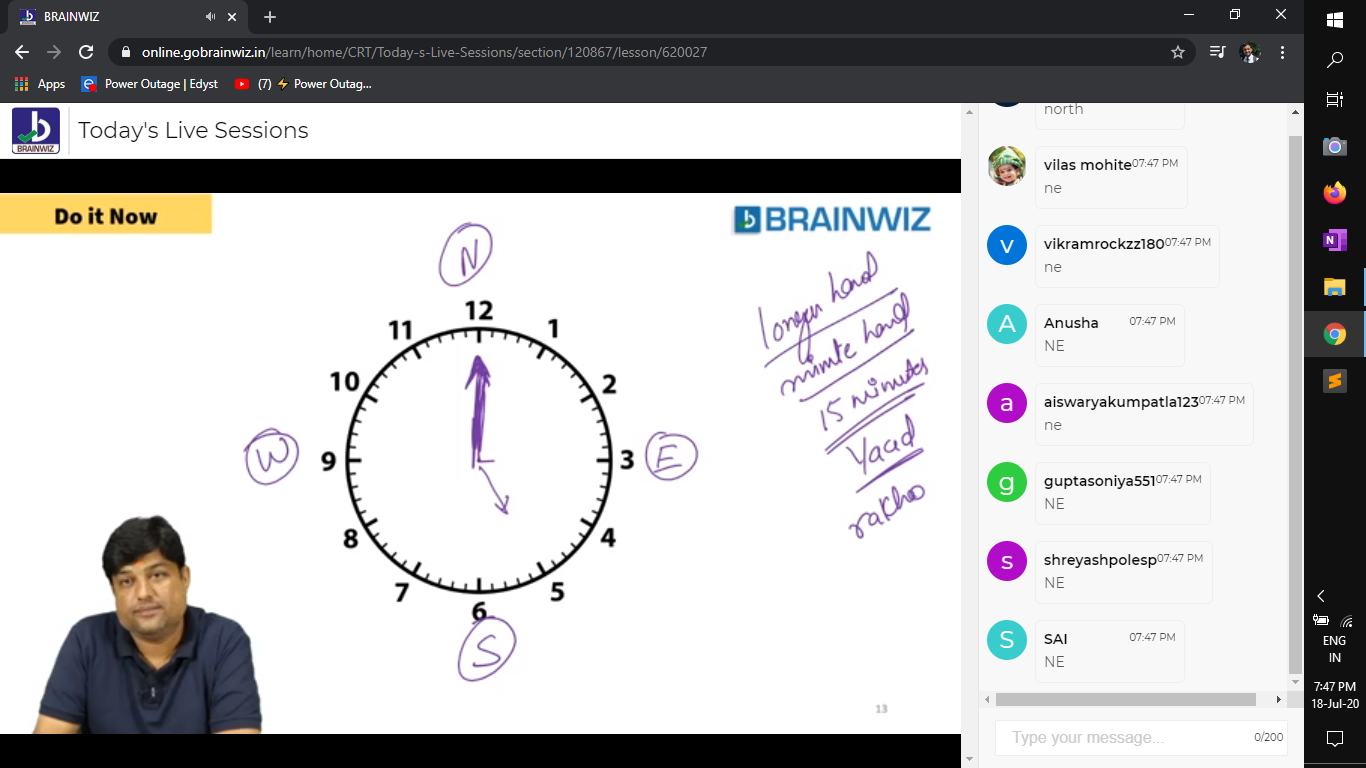 BRAINWIZ
online.gobrainwiz.in/learn/home/CRT/Today-s-Live-Sessions/section/120867/lesson/620027
Apps
Power Outage | Edyst
(7) ⚡ Power Outag...
b
BRAINWIZ
Today's Live Sessions
Do it Now
BRAINWIZ
N
12
11
1
10
2
W
9
3
E
8
4
7
5
6
S
longer hand
minute hand
15 minutes
Yaad
rakho
13
north
vilas mohite 07:47 PM
ne
v
vikramrockzz180 07:47 PM
ne
A
Anusha 07:47 PM
NE
a
aiswaryakumpatla123 07:47 PM
ne
g
guptasoniya551 07:47 PM
NE
s
shreyashpolesp 07:47 PM
NE
S
SAI 07:47 PM
NE
Type your message...
0/200
ENG
IN
7:47 PM
18-Jul-20